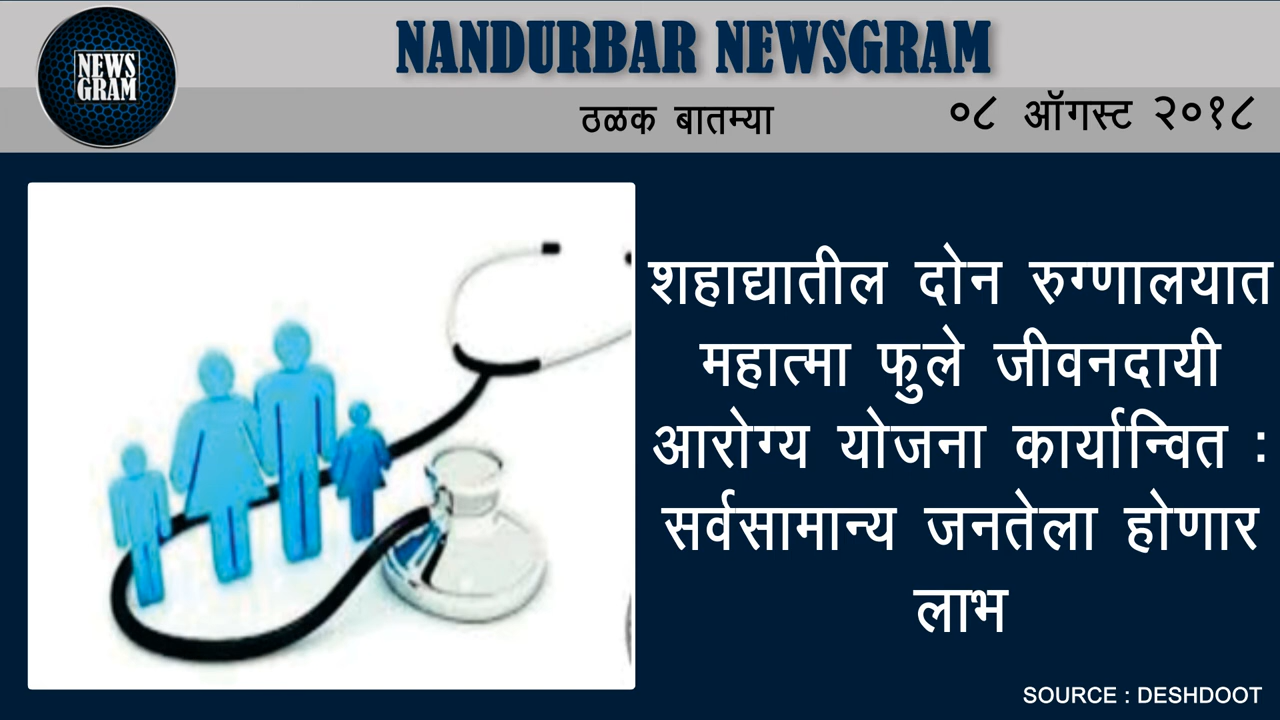 NEWS
GRAM
NANDURBAR NEWSGRAM
ठळक बातम्या
०८ ऑगस्ट २०१८
शहाद्यातील दोन रुग्णालयात
महात्मा फुले जीवनदायी
आरोग्य योजना कार्यान्वित :
सर्वसामान्य जनतेला होणार
लाभ
SOURCE : DESHDOOT